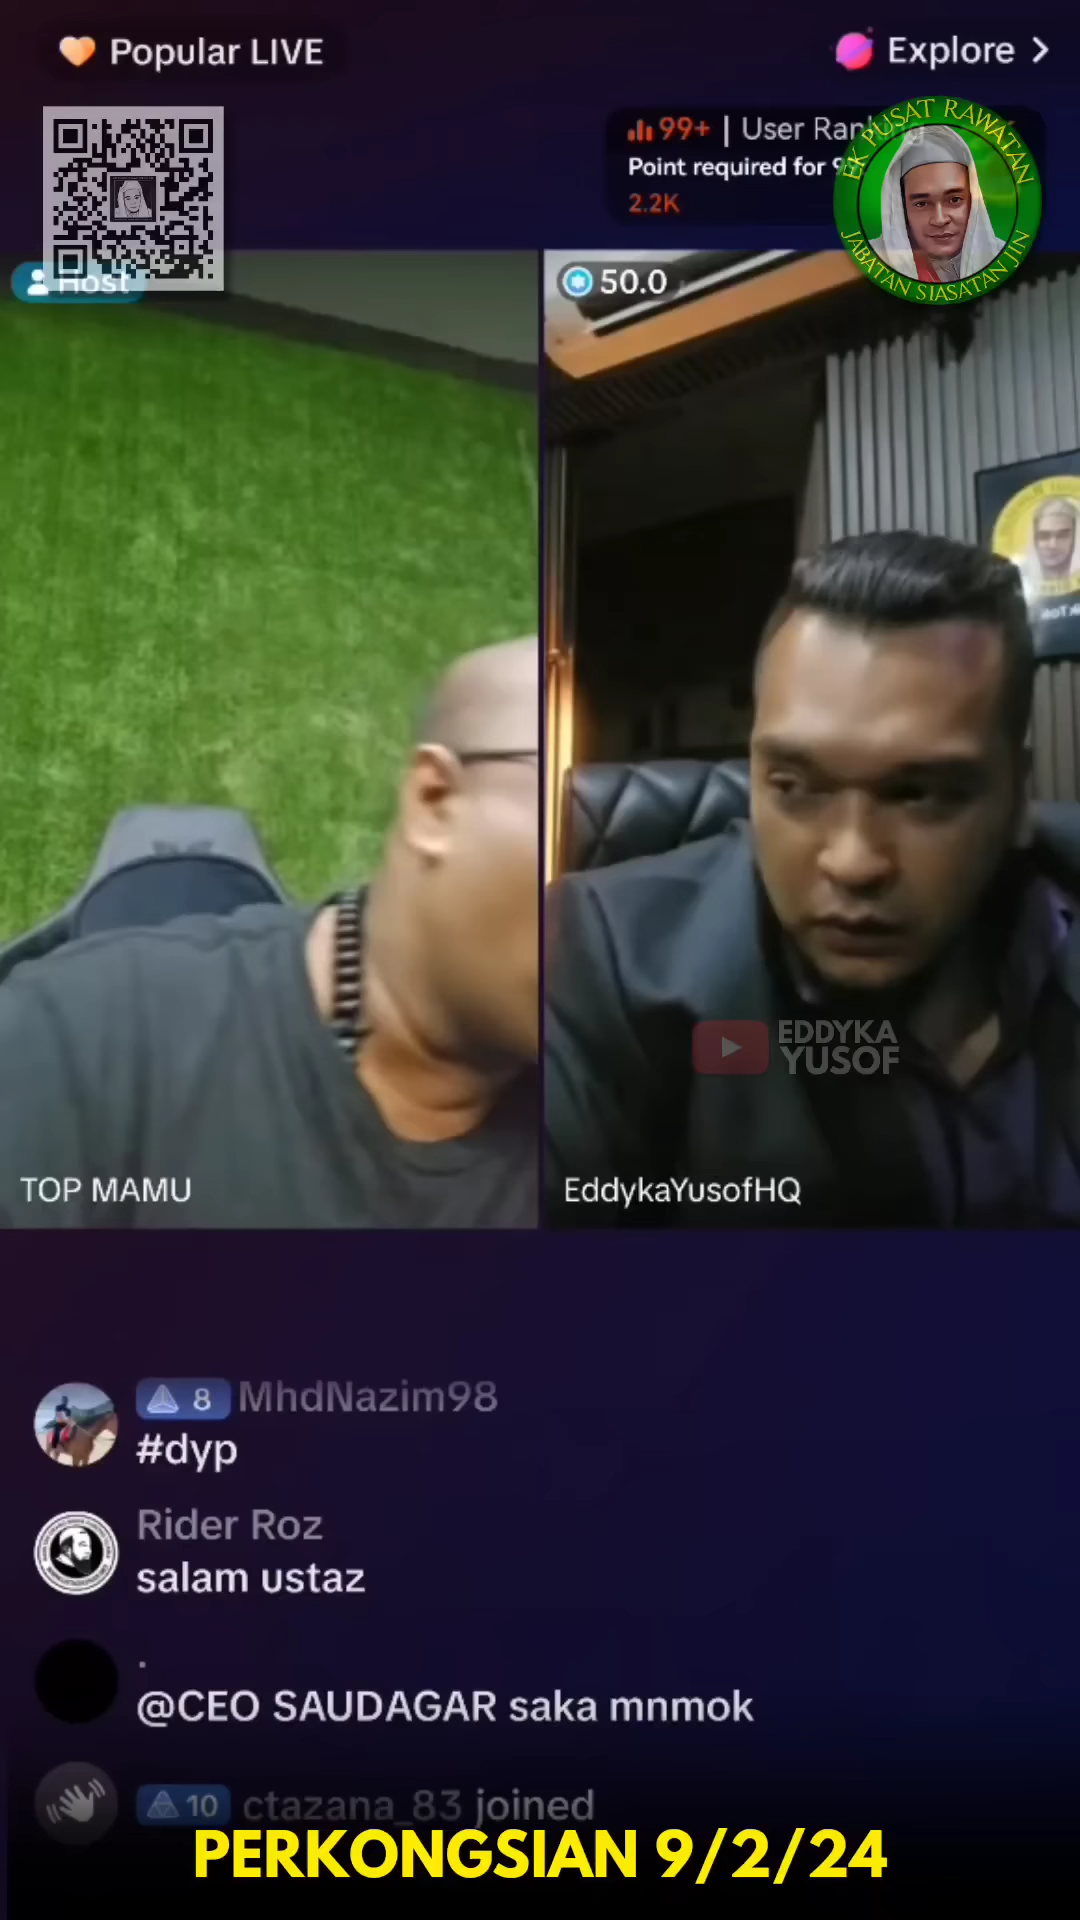 Popular LIVE
Explore >
99+ | User Ran
Point required for 9
2.2K
EK PUSAT RAWATAN
JABATAN SIASATAN JIN
Host
50.0
EDDYKA
YUSOF
TOP MAMU
EddykaYusofHQ
8 MhdNazim98
#dyp
Rider Roz
salam ustaz
.
@CEO SAUDAGAR saka mnmok
10 ctazana_83 joined
PERKONGSIAN 9/2/24